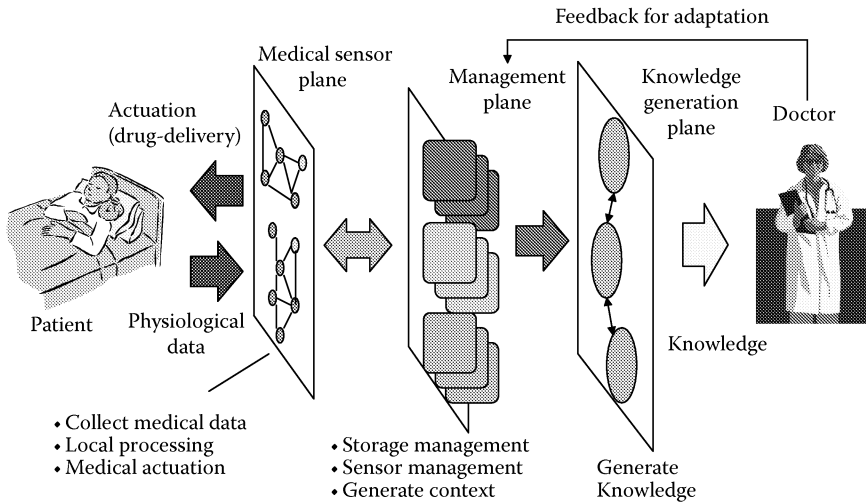 Feedback for adaptation
Medical sensor
plane
Management
plane
Knowledge
generation
plane
Doctor
Actuation
(drug-delivery)
Patient
Physiological
data
Knowledge
• Collect medical data
• Local processing
• Medical actuation
• Storage management
• Sensor management
• Generate context
Generate
Knowledge